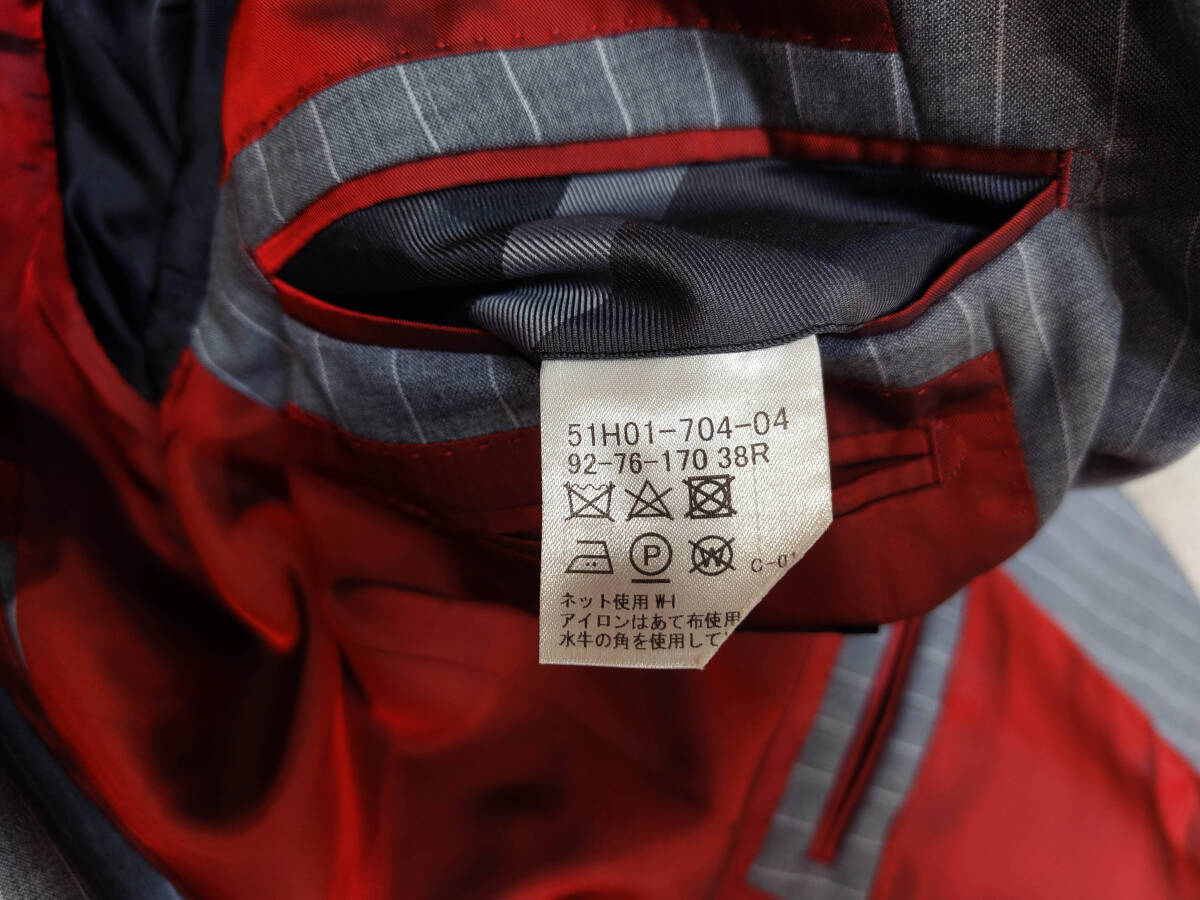 51H01-704-04
92-76-170 38R
P W C-01
ネット使用 W-I
アイロンはあて布使用
水牛の角を使用して